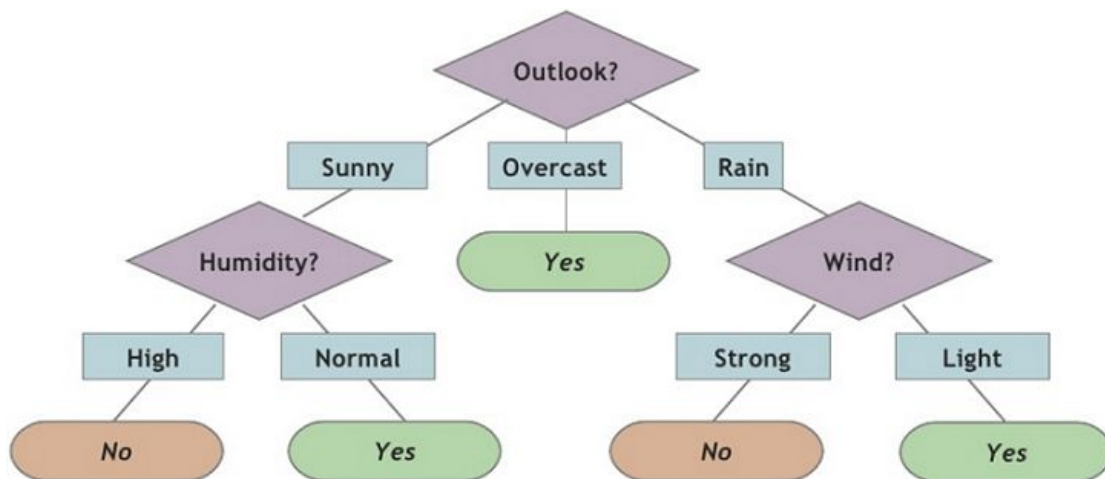 Outlook?
Sunny
Overcast
Rain
Humidity?
Yes
Wind?
High
Normal
Strong
Light
No
Yes
No
Yes